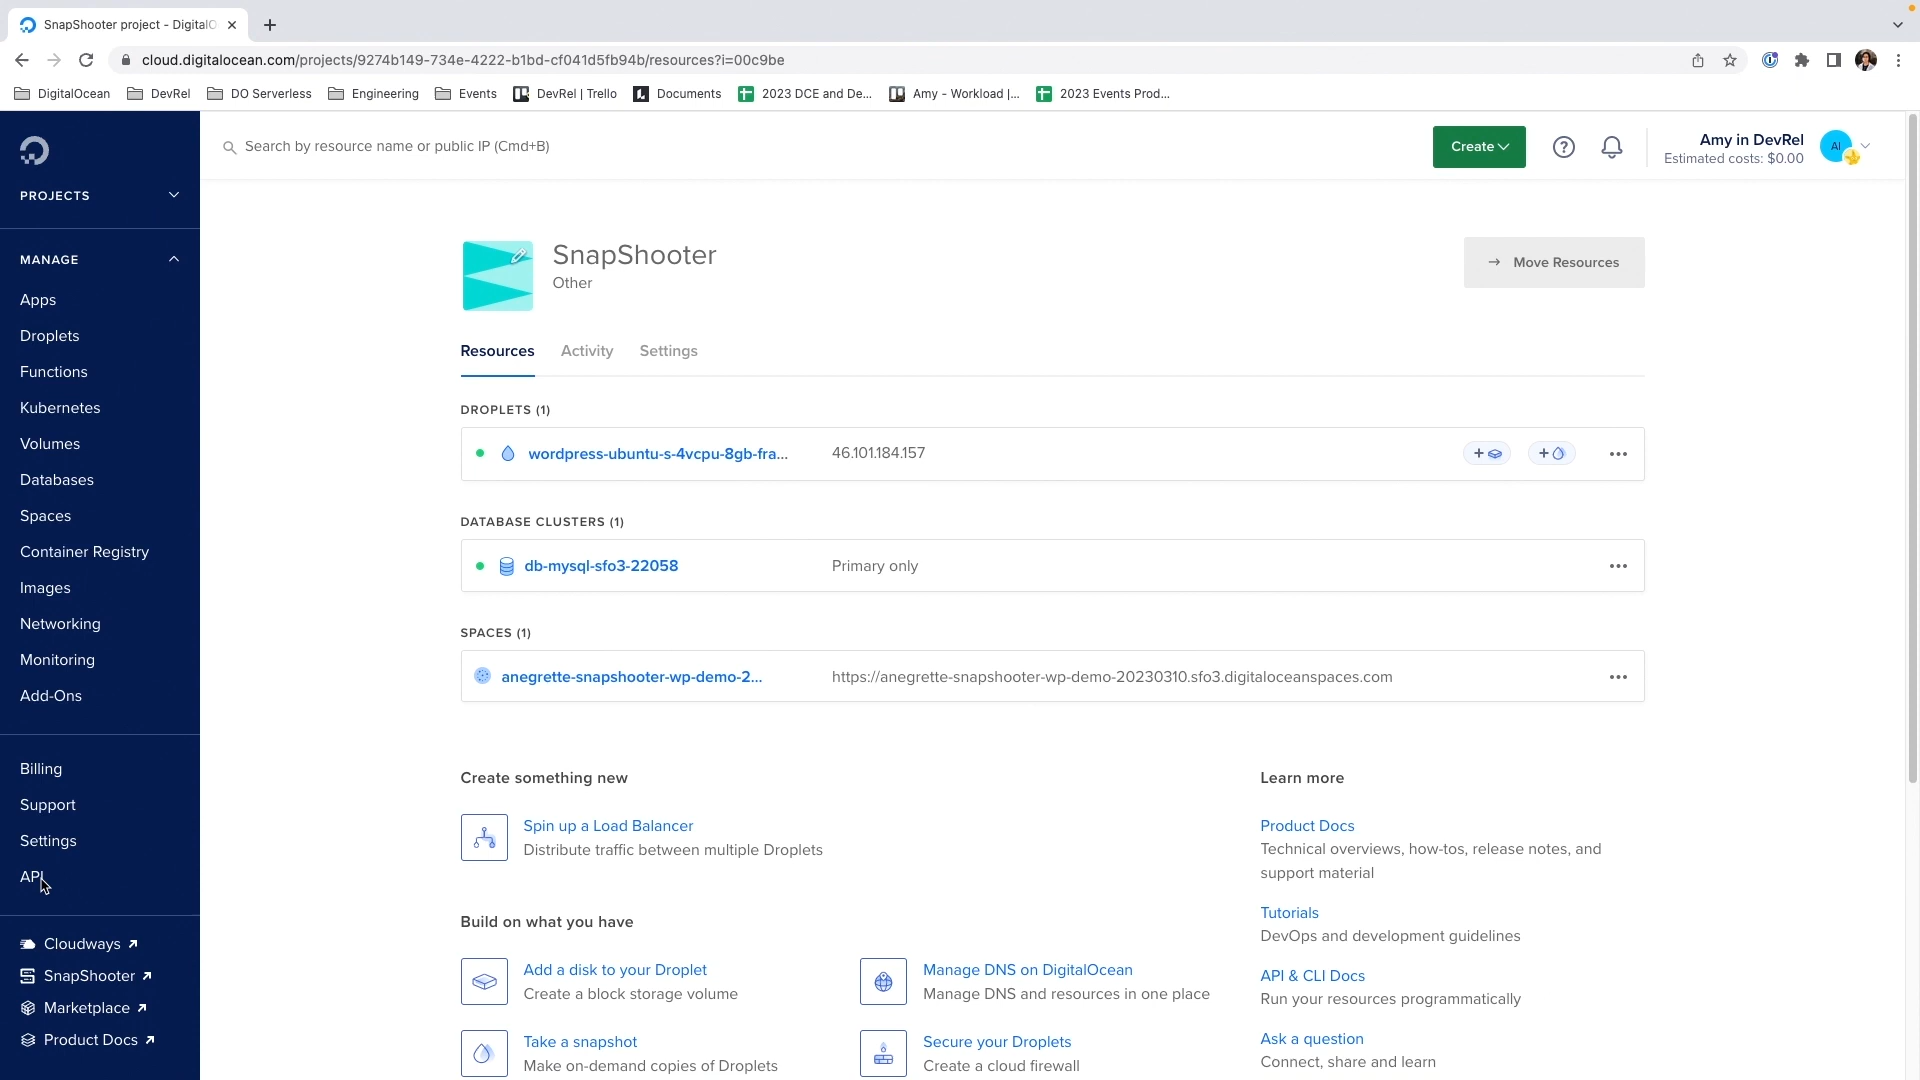 SnapShooter project - DigitalO
cloud.digitalocean.com/projects/9274b149-734e-4222-b1bd-cf041d5fb94b/resources?i=00c9be
DigitalOcean
DevRel
DO Serverless
Engineering
Events
DevRel | Trello
Documents
2023 DCE and De...
Amy - Workload |...
2023 Events Prod...
PROJECTS
MANAGE
Apps
Droplets
Functions
Kubernetes
Volumes
Databases
Spaces
Container Registry
Images
Networking
Monitoring
Add-Ons
Billing
Support
Settings
API
Cloudways
SnapShooter
Marketplace
Product Docs
Search by resource name or public IP (Cmd+B)
Create
Amy in DevRel
Estimated costs: $0.00
AI
SnapShooter
Other
Move Resources
Resources
Activity
Settings
DROPLETS (1)
wordpress-ubuntu-s-4vcpu-8gb-fra...
46.101.184.157
DATABASE CLUSTERS (1)
db-mysql-sfo3-22058
Primary only
SPACES (1)
anegrette-snapshooter-wp-demo-2...
https://anegrette-snapshooter-wp-demo-20230310.sfo3.digitaloceanspaces.com
Create something new
Spin up a Load Balancer
Distribute traffic between multiple Droplets
Build on what you have
Add a disk to your Droplet
Create a block storage volume
Manage DNS on DigitalOcean
Manage DNS and resources in one place
Take a snapshot
Make on-demand copies of Droplets
Secure your Droplets
Create a cloud firewall
Learn more
Product Docs
Technical overviews, how-tos, release notes, and
support material
Tutorials
DevOps and development guidelines
API & CLI Docs
Run your resources programmatically
Ask a question
Connect, share and learn